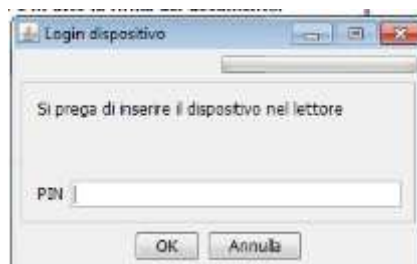 Login dispositivo
Si prega di inserire il dispositivo nel lettore
PIN
OK Annulla